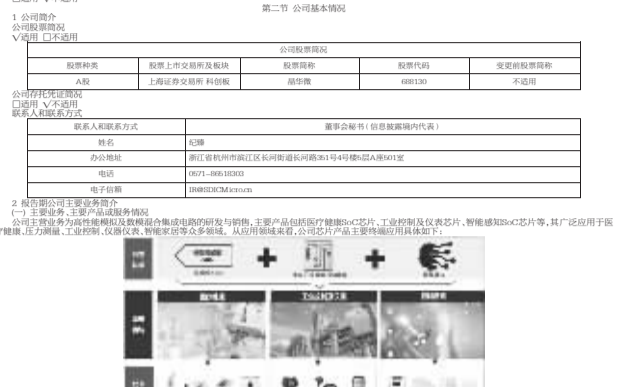 □适用 √不适用
第二节 公司基本情况
1 公司简介
公司股票简况
√适用 □不适用
公司股票简况
股票种类 股票上市交易所及板块 股票简称 股票代码 变更前股票简称
A股 上海证券交易所 科创板 晶华微 688130 不适用
公司存托凭证简况
□适用 √不适用
联系人和联系方式
联系人和联系方式 董事会秘书(信息披露境内代表)
姓名 纪臻
办公地址 浙江省杭州市滨江区长河街道长河路351号4号楼5层A座501室
电话 0571-86518303
电子信箱 IR@SDICMicro.cn
2 报告期公司主要业务简介
(一) 主要业务、主要产品或服务情况
公司主营业务为高性能模拟及数模混合集成电路的研发与销售,主要产品包括医疗健康SoC芯片、工业控制及仪表芯片、智能感知SoC芯片等,其广泛应用于医
疗健康、压力测量、工业控制、仪器仪表、智能家居等众多领域。从应用领域来看,公司芯片产品主要终端应用具体如下: